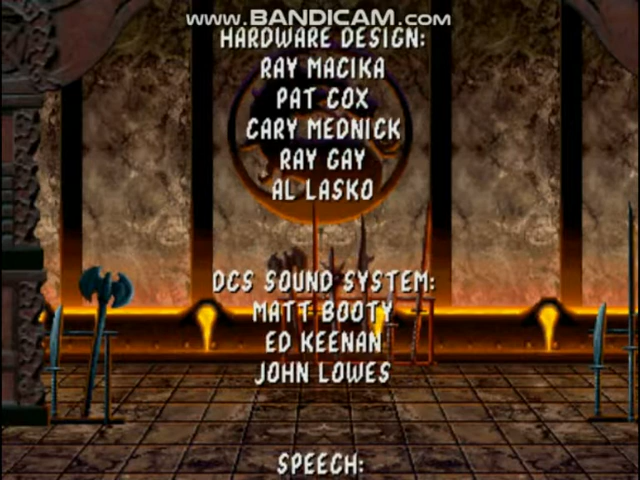 www.BANDICAM.com
HARDWARE DESIGN:
RAY MACIKA
PAT COX
CARY MEDNICK
RAY GAY
AL LASKO
DCS SOUND SYSTEM:
MATT BOOTY
ED KEENAN
JOHN LOWES
SPEECH: